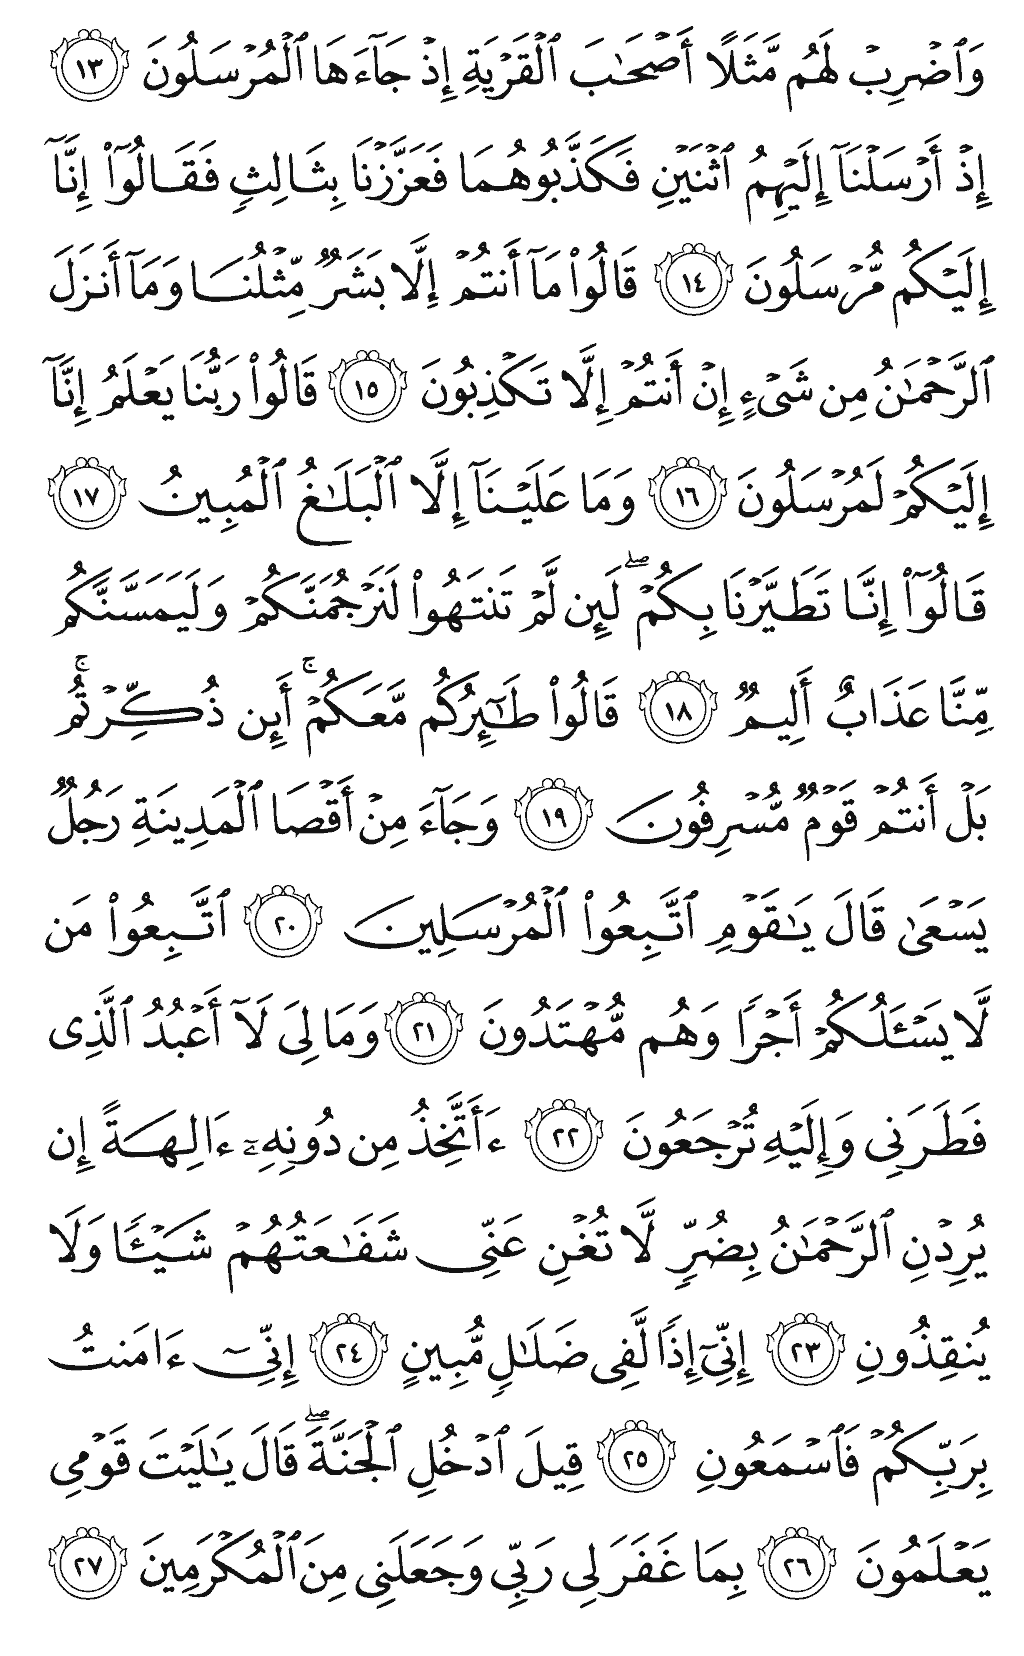 وَٱضۡرِبۡ لَهُم مَّثَلًا أَصۡحَٰبَ ٱلۡقَرۡيَةِ إِذۡ جَآءَهَا ٱلۡمُرۡسَلُونَ ١٣
إِذۡ أَرۡسَلۡنَآ إِلَيۡهِمُ ٱثۡنَيۡنِ فَكَذَّبُوهُمَا فَعَزَّزۡنَا بِثَالِثٖ فَقَالُوٓاْ إِنَّآ
إِلَيۡكُم مُّرۡسَلُونَ ١٤ قَالُواْ مَآ أَنتُمۡ إِلَّا بَشَرٞ مِّثۡلُنَا وَمَآ أَنزَلَ
ٱلرَّحۡمَٰنُ مِن شَيۡءٍ إِنۡ أَنتُمۡ إِلَّا تَكۡذِبُونَ ١٥ قَالُواْ رَبُّنَا يَعۡلَمُ إِنَّآ
إِلَيۡكُمۡ لَمُرۡسَلُونَ ١٦ وَمَا عَلَيۡنَآ إِلَّا ٱلۡبَلَٰغُ ٱلۡمُبِينُ ١٧
قَالُوٓاْ إِنَّا تَطَيَّرۡنَا بِكُمۡۖ لَئِن لَّمۡ تَنتَهُواْ لَنَرۡجُمَنَّكُمۡ وَلَيَمَسَّنَّكُم
مِّنَّا عَذَابٌ أَلِيمٞ ١٨ قَالُواْ طَٰٓئِرُكُم مَّعَكُمۡۚ أَئِن ذُكِّرۡتُمۚ
بَلۡ أَنتُمۡ قَوۡمٞ مُّسۡرِفُونَ ١٩ وَجَآءَ مِنۡ أَقۡصَا ٱلۡمَدِينَةِ رَجُلٞ
يَسۡعَىٰ قَالَ يَٰقَوۡمِ ٱتَّبِعُواْ ٱلۡمُرۡسَلِينَ ٢٠ ٱتَّبِعُواْ مَن
لَّا يَسۡـَٔلُكُمۡ أَجۡرٗا وَهُم مُّهۡتَدُونَ ٢١ وَمَا لِيَ لَآ أَعۡبُدُ ٱلَّذِي
فَطَرَنِي وَإِلَيۡهِ تُرۡجَعُونَ ٢٢ ءَأَتَّخِذُ مِن دُونِهِۦٓ ءَالِهَةً إِن
يُرِدۡنِ ٱلرَّحۡمَٰنُ بِضُرّٖ لَّا تُغۡنِ عَنِّي شَفَٰعَتُهُمۡ شَيۡـٔٗا وَلَا
يُنقِذُونِ ٢٣ إِنِّيٓ إِذٗا لَّفِي ضَلَٰلٖ مُّبِينٍ ٢٤ إِنِّيٓ ءَامَنتُ
بِرَبِّكُمۡ فَٱسۡمَعُونِ ٢٥ قِيلَ ٱدۡخُلِ ٱلۡجَنَّةَۖ قَالَ يَٰلَيۡتَ قَوۡمِي
يَعۡلَمُونَ ٢٦ بِمَا غَفَرَ لِي رَبِّي وَجَعَلَنِي مِنَ ٱلۡمُكۡرَمِينَ ٢٧